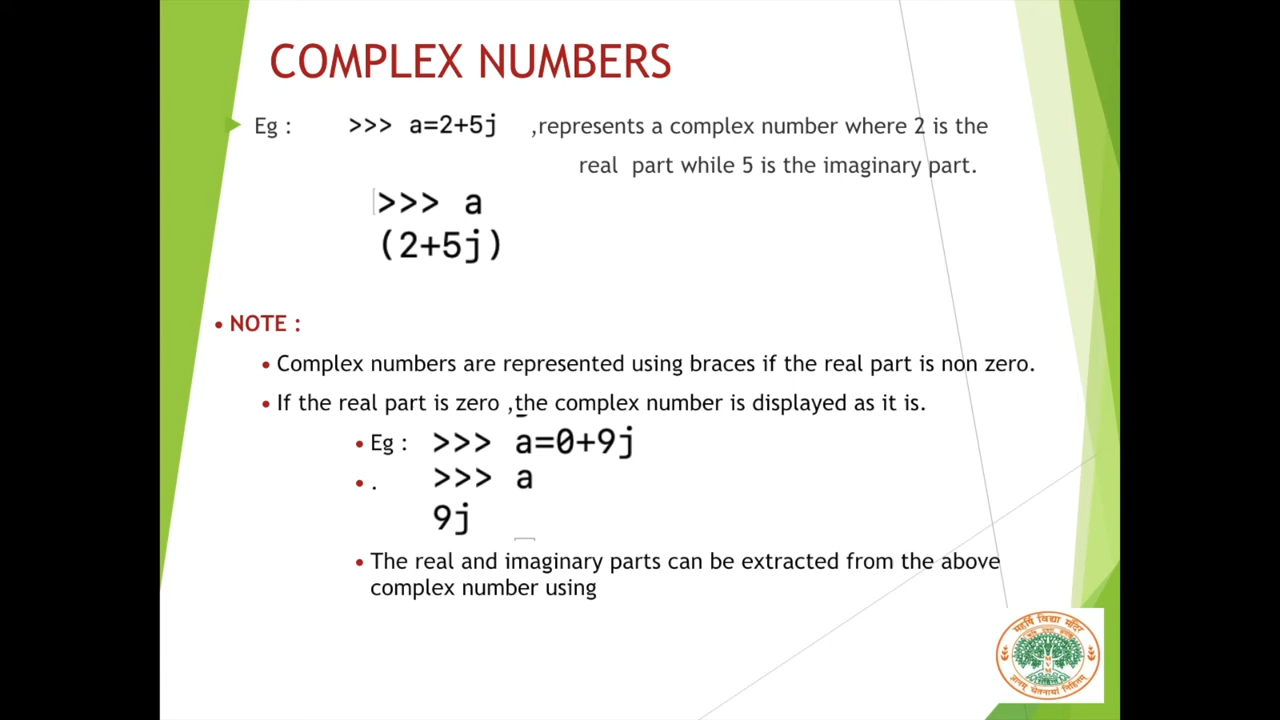 COMPLEX NUMBERS
Eg : >>> a=2+5j ,represents a complex number where 2 is the
real part while 5 is the imaginary part.
>>> a
(2+5j)
• NOTE :
• Complex numbers are represented using braces if the real part is non zero.
• If the real part is zero ,the complex number is displayed as it is.
• Eg : >>> a=0+9j
• . >>> a
9j
• The real and imaginary parts can be extracted from the above
complex number using
महर्षि विद्या मंदिर